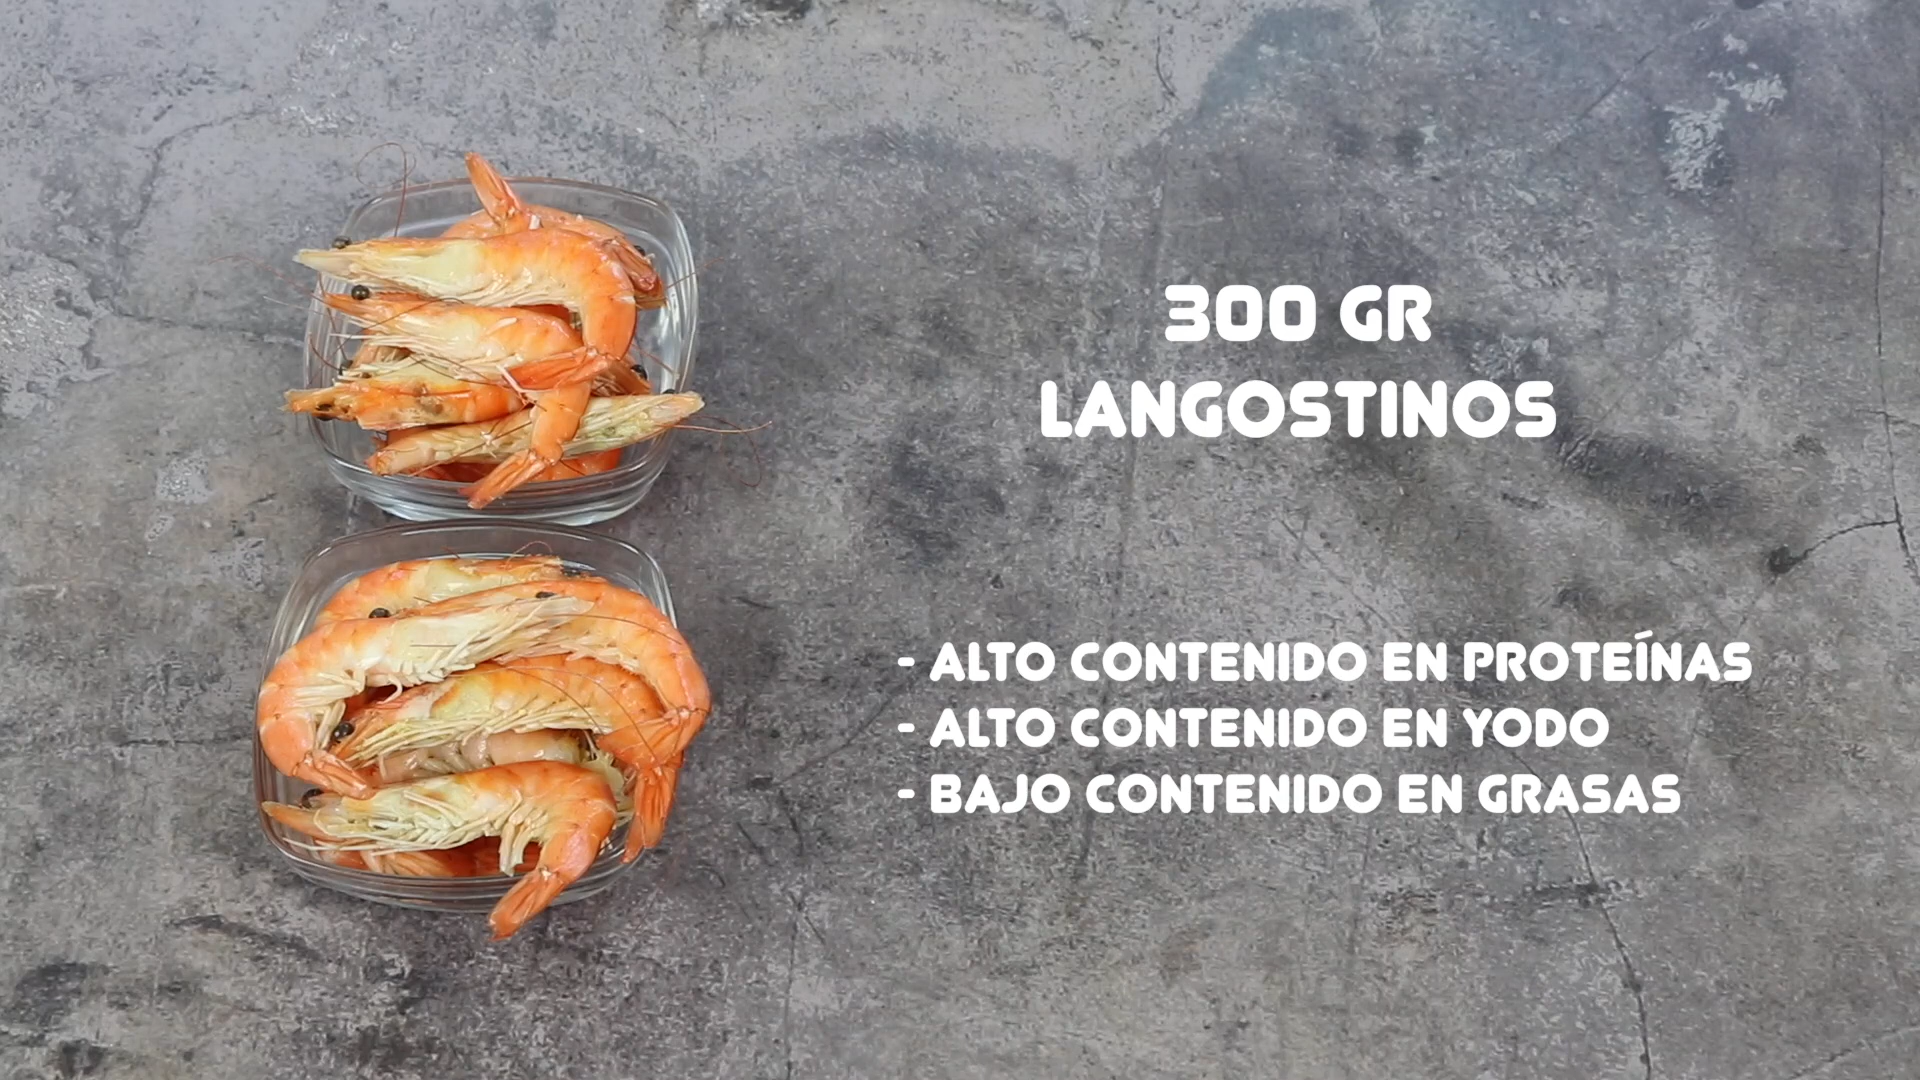 300 GR
LANGOSTINOS
- ALTO CONTENIDO EN PROTEÍNAS
- ALTO CONTENIDO EN YODO
- BAJO CONTENIDO EN GRASAS